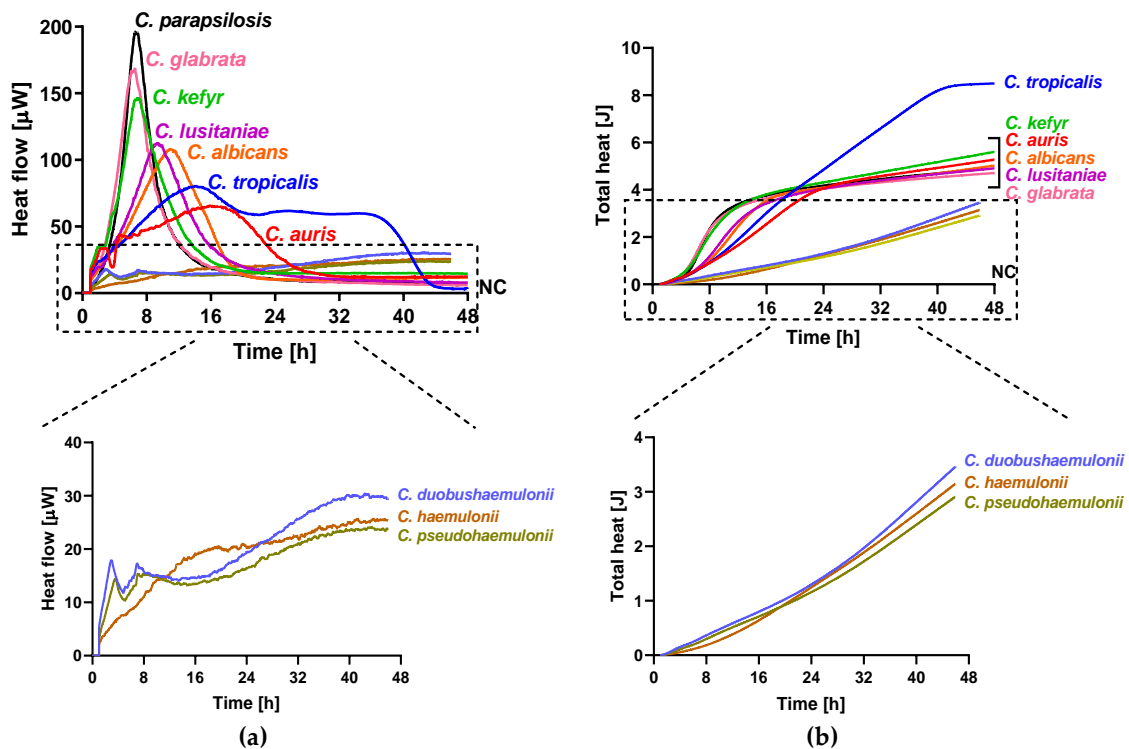 C. parapsilosis
C. glabrata
C. kefyr
C. lusitaniae
C. albicans
C. tropicalis
C. auris
NC
Heat flow [µW]
200
150
100
50
0
0 8 16 24 32 40 48
Time [h]
C. tropicalis
C. kefyr
C. auris
C. albicans
C. lusitaniae
C. glabrata
NC
Total heat [J]
10
8
6
4
2
0
0 8 16 24 32 40 48
Time [h]
C. duobushaemulonii
C. haemulonii
C. pseudohaemulonii
Heat flow [µW]
40
30
20
10
0
0 8 16 24 32 40 48
Time [h]
(a)
C. duobushaemulonii
C. haemulonii
C. pseudohaemulonii
Total heat [J]
4
3
2
1
0
0 8 16 24 32 40 48
Time [h]
(b)